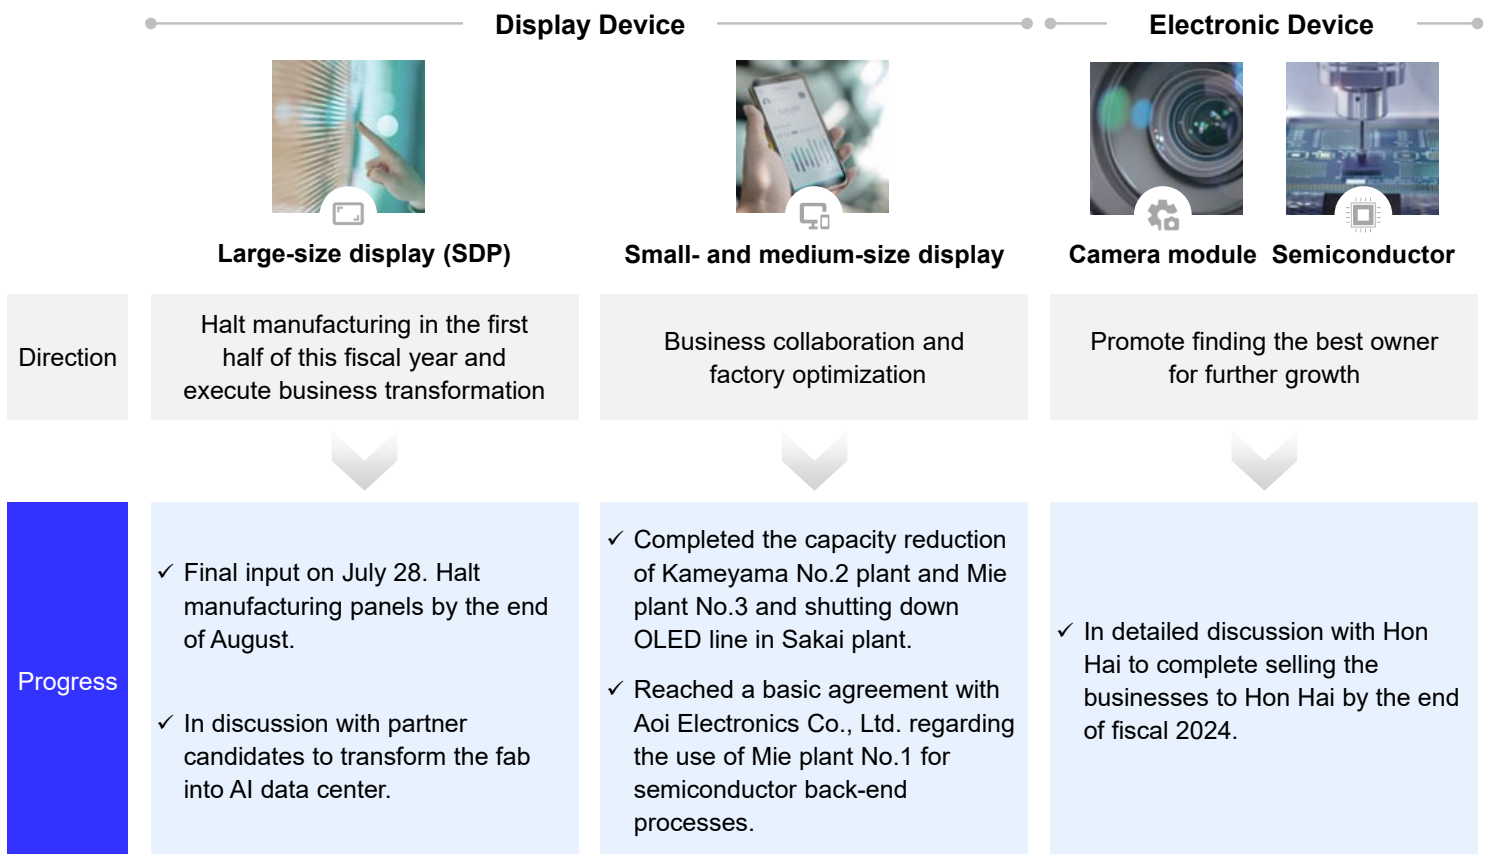 Display Device
Electronic Device
Large-size display (SDP)
Small- and medium-size display
Camera module
Semiconductor
Direction
Halt manufacturing in the first
half of this fiscal year and
execute business transformation
Business collaboration and
factory optimization
Promote finding the best owner
for further growth
Progress
✓ Final input on July 28. Halt
manufacturing panels by the end
of August.
✓ In discussion with partner
candidates to transform the fab
into AI data center.
✓ Completed the capacity reduction
of Kameyama No.2 plant and Mie
plant No.3 and shutting down
OLED line in Sakai plant.
✓ Reached a basic agreement with
Aoi Electronics Co., Ltd. regarding
the use of Mie plant No.1 for
semiconductor back-end
processes.
✓ In detailed discussion with Hon
Hai to complete selling the
businesses to Hon Hai by the end
of fiscal 2024.